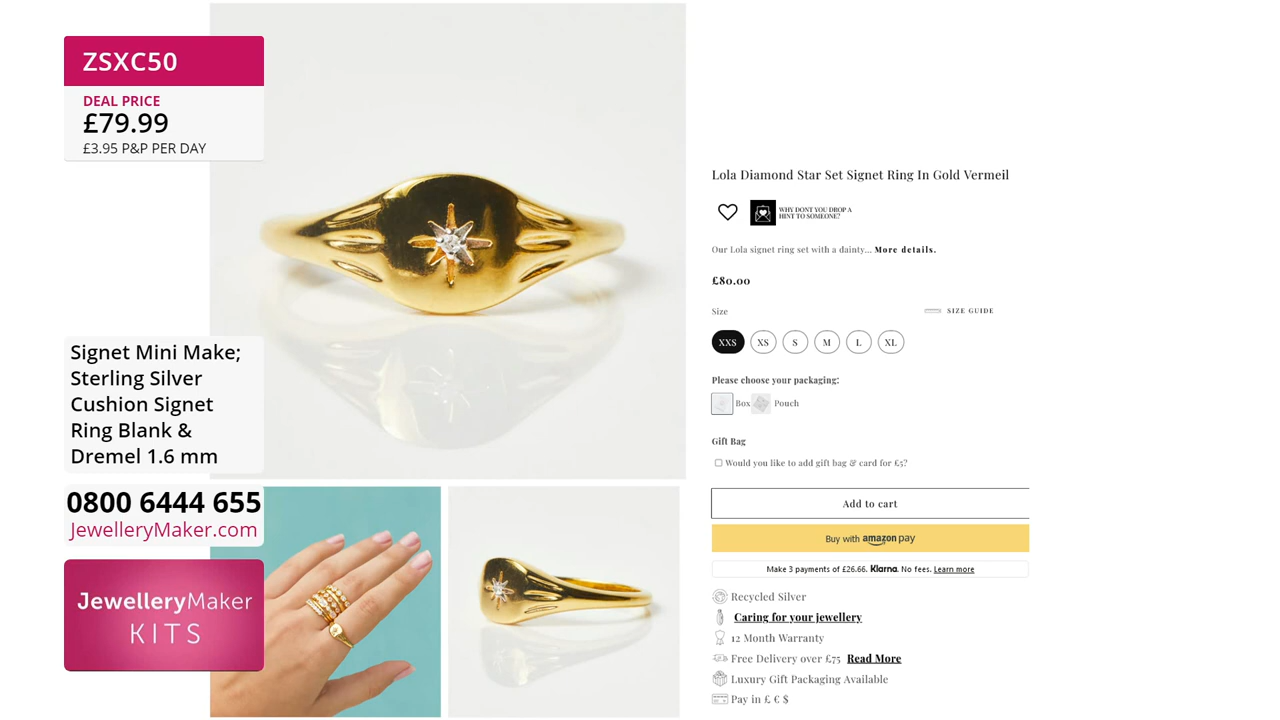 ZSXC50
DEAL PRICE
£79.99
£3.95 P&P PER DAY
Signet Mini Make;
Sterling Silver
Cushion Signet
Ring Blank &
Dremel 1.6 mm
0800 6444 655
JewelleryMaker.com
JewelleryMaker
KITS
Lola Diamond Star Set Signet Ring In Gold Vermeil
WHY DONT YOU DROP A
HINT TO SOMEONE?
Our Lola signet ring set with a dainty... More details.
£80.00
Size
SIZE GUIDE
XXS XS S M L XL
Please choose your packaging:
Box Pouch
Gift Bag
Would you like to add gift bag & card for £5?
Add to cart
Buy with amazon pay
Make 3 payments of £26.66. Klarna. No fees. Learn more
Recycled Silver
Caring for your jewellery
12 Month Warranty
Free Delivery over £75 Read More
Luxury Gift Packaging Available
Pay in £ € $